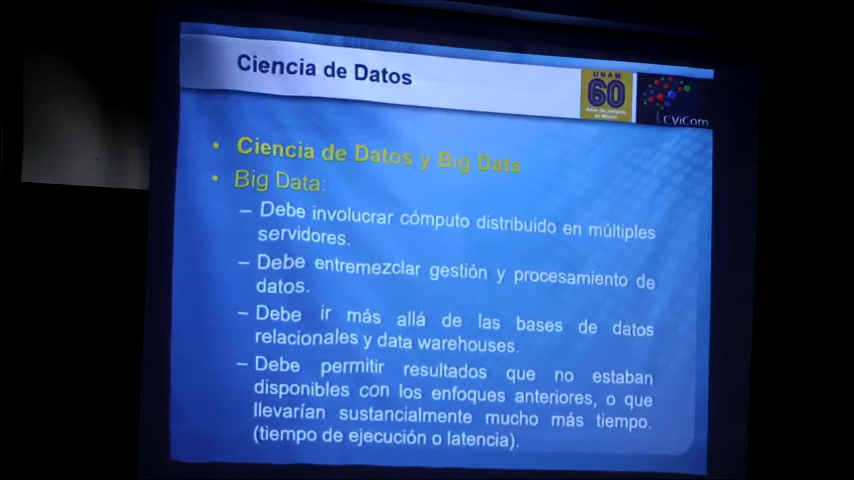 Ciencia de Datos
UNAM
60
CViCom
• Ciencia de Datos y Big Data
• Big Data:
– Debe involucrar cómputo distribuido en múltiples
servidores.
– Debe entremezclar gestión y procesamiento de
datos.
– Debe ir más allá de las bases de datos
relacionales y data warehouses.
– Debe permitir resultados que no estaban
disponibles con los enfoques anteriores, o que
llevarían sustancialmente mucho más tiempo.
(tiempo de ejecución o latencia).